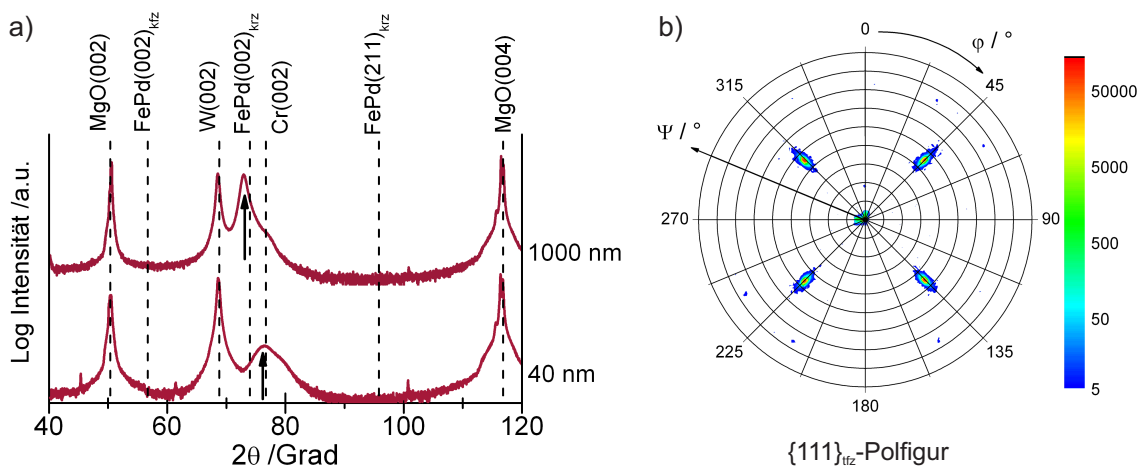 a)
MgO(002)
FePd(002)kfz
W(002)
FePd(002)krz
Cr(002)
FePd(211)krz
MgO(004)
Log Intensität /a.u.
1000 nm
40 nm
40
60
80
100
120
2θ /Grad
b)
0
φ / °
45
90
135
180
225
270
315
Ψ / °
50000
5000
500
50
5
{111}tfz-Polfigur